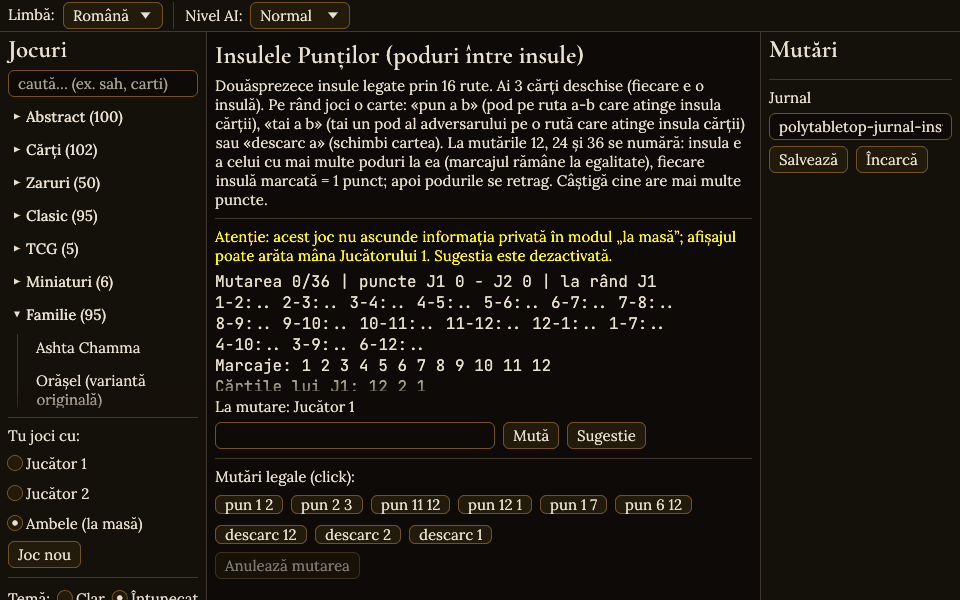 Limbă: Română Nivel AI: Normal
Jocuri
caută... (ex. sah, carti)
Abstract (100)
Cărți (102)
Zaruri (50)
Clasic (95)
TCG (5)
Miniaturi (6)
Familie (95)
Ashta Chamma
Orășel (variantă
originală)
Tu joci cu:
Jucător 1
Jucător 2
Ambele (la masă)
Joc nou
Temă: Clar Întunecat
Insulele Punților (poduri între insule)
Douăsprezece insule legate prin 16 rute. Ai 3 cărți deschise (fiecare e o
insulă). Pe rând joci o carte: «pun a b» (pod pe ruta a-b care atinge insula
cărții), «tai a b» (tai un pod al adversarului pe o rută care atinge insula cărții)
sau «descarc a» (schimbi cartea). La mutările 12, 24 și 36 se numără: insula e
a celui cu mai multe poduri la ea (marcajul rămâne la egalitate), fiecare
insulă marcată = 1 punct; apoi podurile se retrag. Câștigă cine are mai multe
puncte.
Atenție: acest joc nu ascunde informația privată în modul „la masă”; afișajul
poate arăta mâna Jucătorului 1. Sugestia este dezactivată.
Mutarea 0/36 | puncte J1 0 - J2 0 | la rând J1
1-2:.. 2-3:.. 3-4:.. 4-5:.. 5-6:.. 6-7:.. 7-8:..
8-9:.. 9-10:.. 10-11:.. 11-12:.. 12-1:.. 1-7:..
4-10:.. 3-9:.. 6-12:..
Marcaje: 1 2 3 4 5 6 7 8 9 10 11 12
Cărțile lui J1: 12 2 1
La mutare: Jucător 1
Mută Sugestie
Mutări legale (click):
pun 1 2 pun 2 3 pun 11 12 pun 12 1 pun 1 7 pun 6 12
descarc 12 descarc 2 descarc 1
Anulează mutarea
Mutări
Jurnal
polytabletop-jurnal-ins
Salvează Încarcă